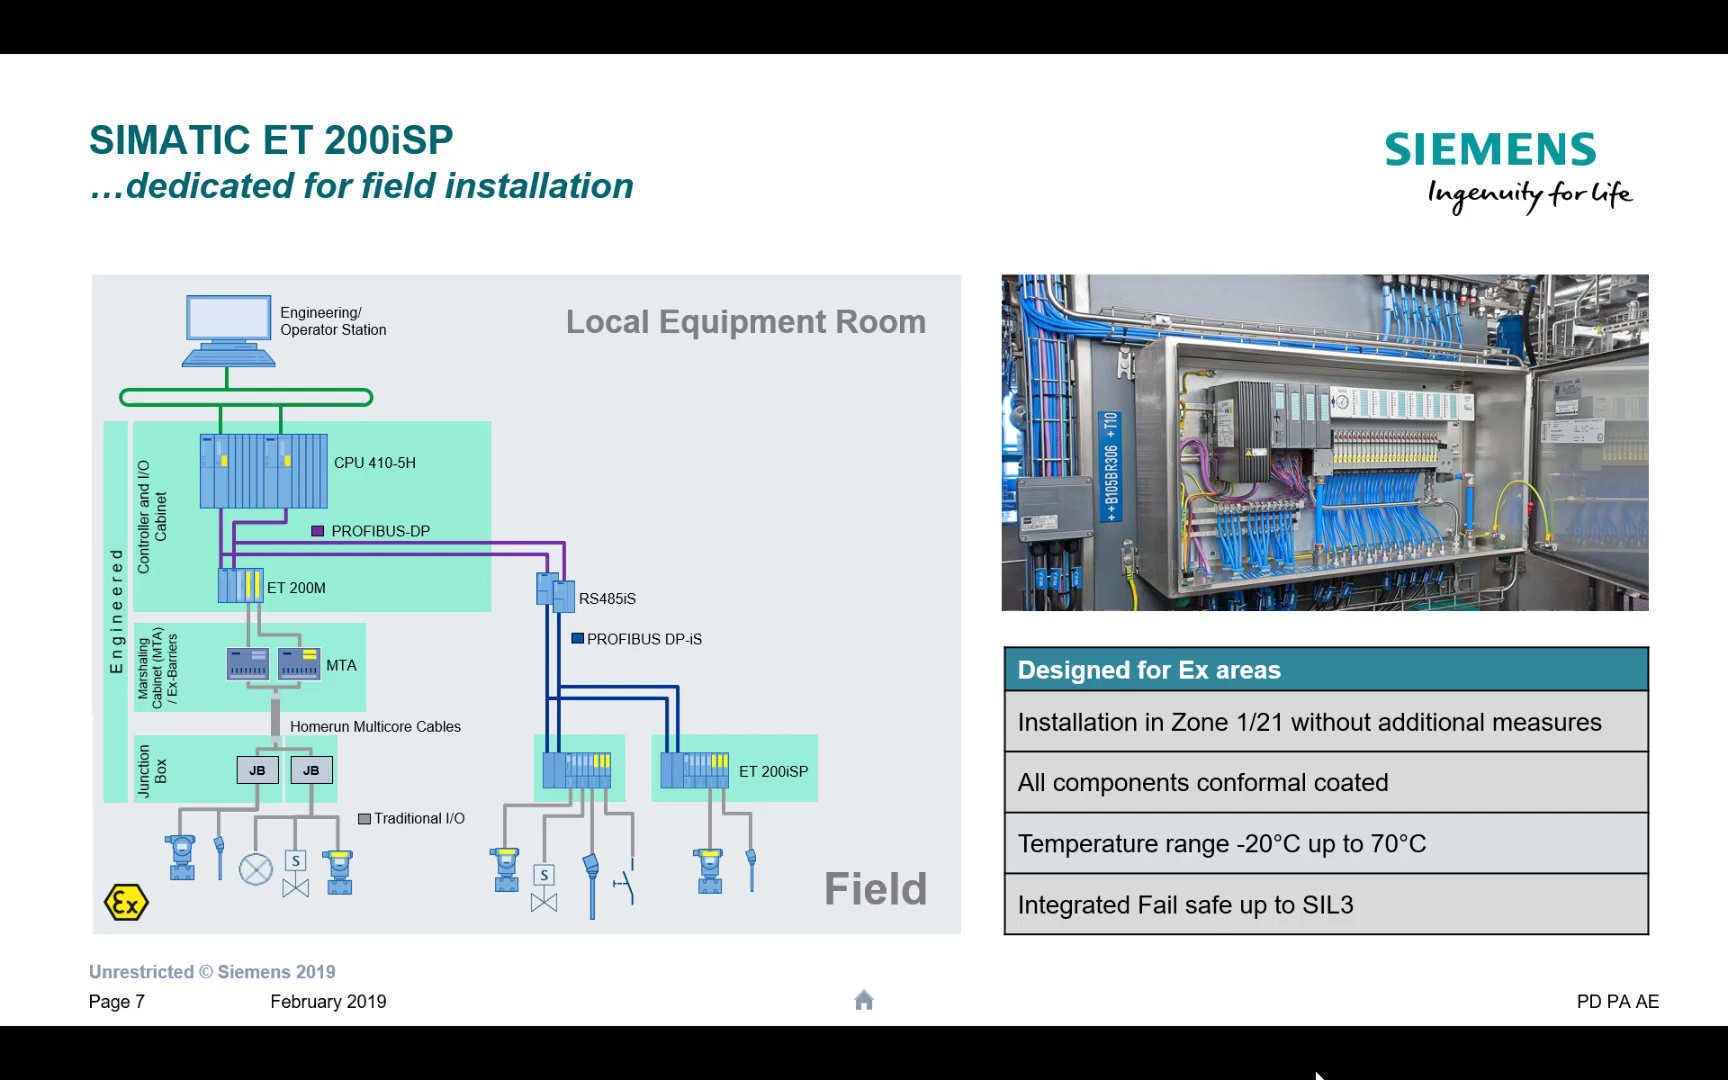 SIMATIC ET 200iSP
…dedicated for field installation
SIEMENS
Ingenuity for life
Engineering/
Operator Station
Local Equipment Room
Engineered
Controller and I/O
Cabinet
CPU 410-5H
PROFIBUS-DP
ET 200M
RS485iS
PROFIBUS DP-iS
Marshaling
Cabinet (MTA)
/ Ex-Barriers
MTA
Homerun Multicore Cables
Junction
Box
JB
JB
ET 200iSP
Traditional I/O
S
S
Ex
Field
++B105BR306 +T10
Designed for Ex areas
Installation in Zone 1/21 without additional measures
All components conformal coated
Temperature range -20°C up to 70°C
Integrated Fail safe up to SIL3
Unrestricted © Siemens 2019
Page 7
February 2019
PD PA AE